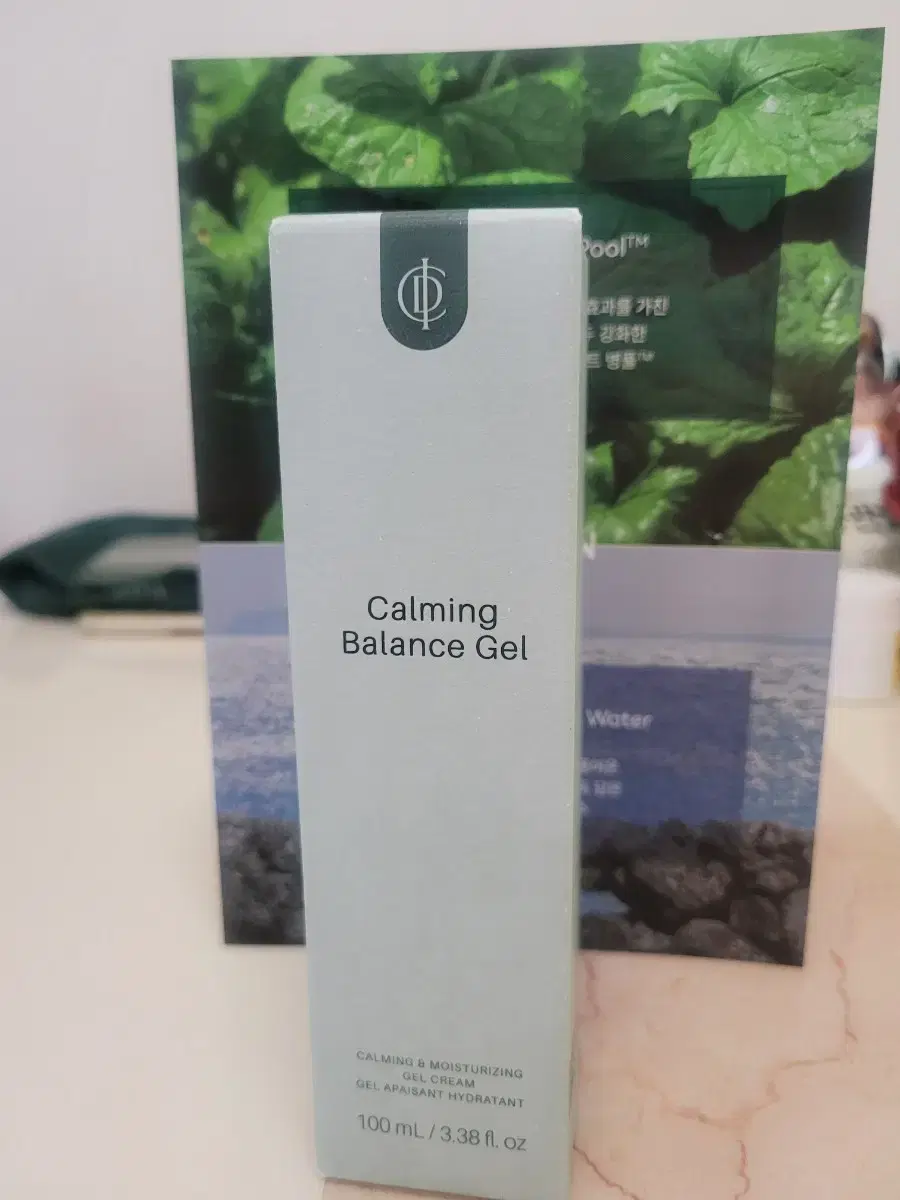 Calming
Balance Gel
CALMING & MOISTURIZING
GEL CREAM
GEL APAISANT HYDRATANT
100 mL / 3.38 fl. oz
Pool™
효과를 가진
강화한
병풀™
Water